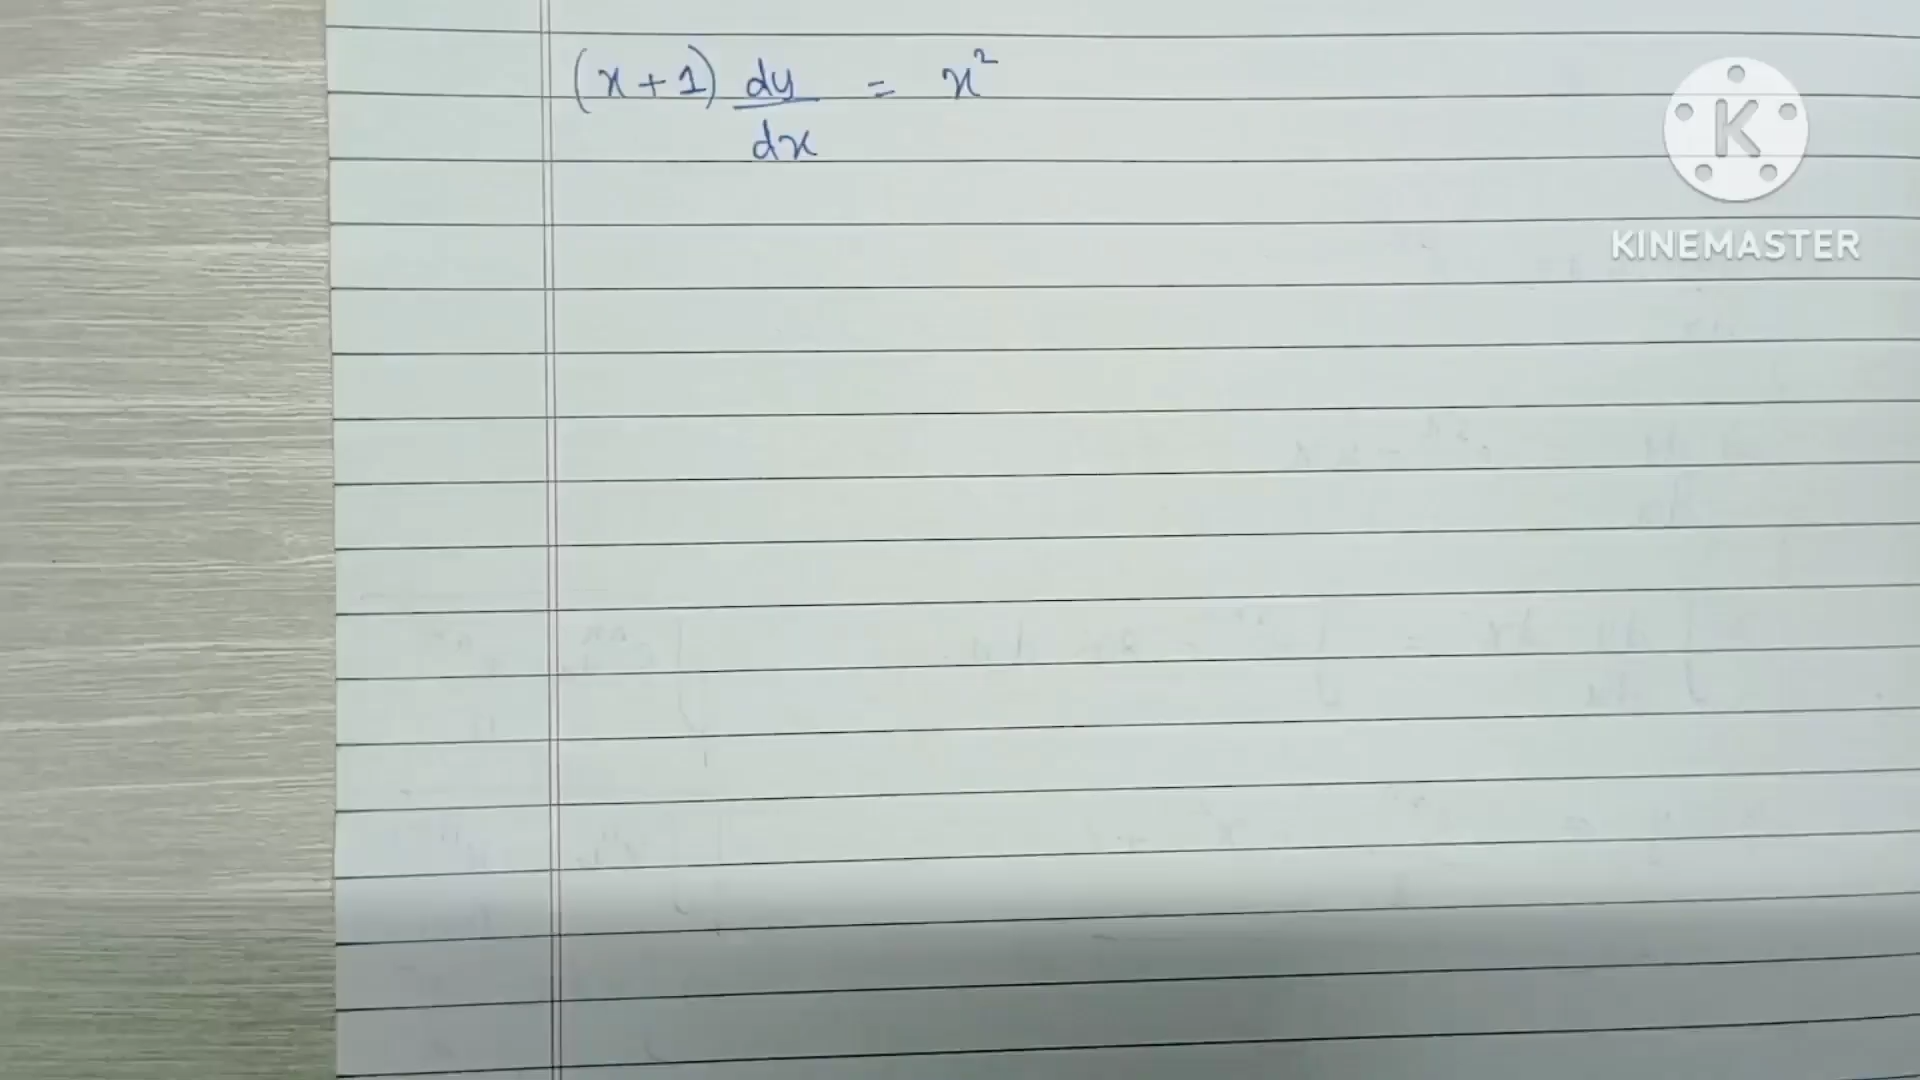 (x+1) dy/dx = x²
K
KINEMASTER